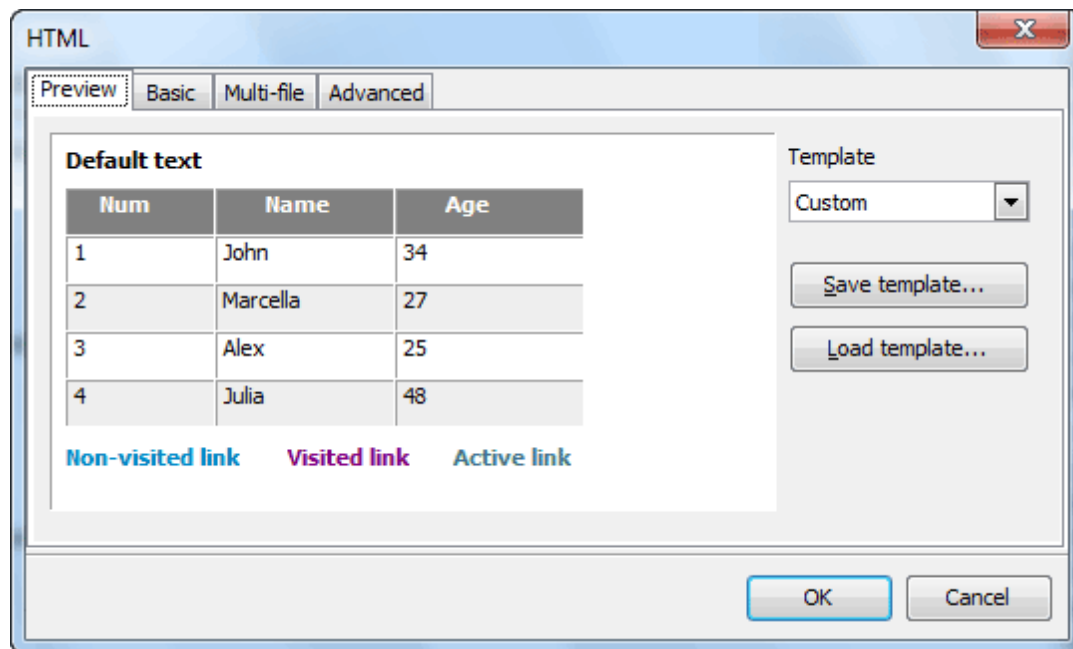 HTML
Preview Basic Multi-file Advanced
Default text
Template
Num Name Age
Custom
1 John 34
2 Marcella 27
Save template...
3 Alex 25
Load template...
4 Julia 48
Non-visited link Visited link Active link
OK Cancel